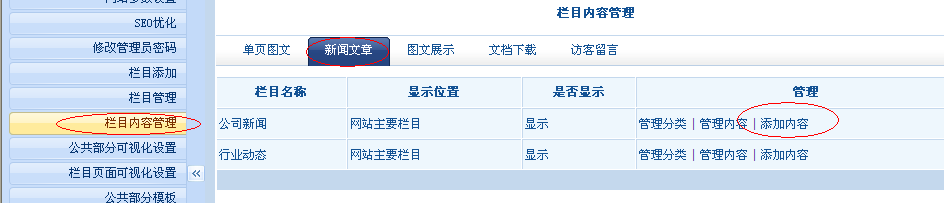 网站参数设置
SEO优化
修改管理员密码
栏目添加
栏目管理
栏目内容管理
公共部分可视化设置
栏目页面可视化设置
公共部分模板
«
栏目内容管理
单页图文 新闻文章 图文展示 文档下载 访客留言
栏目名称 显示位置 是否显示 管理
公司新闻 网站主要栏目 显示 管理分类 | 管理内容 | 添加内容
行业动态 网站主要栏目 显示 管理分类 | 管理内容 | 添加内容